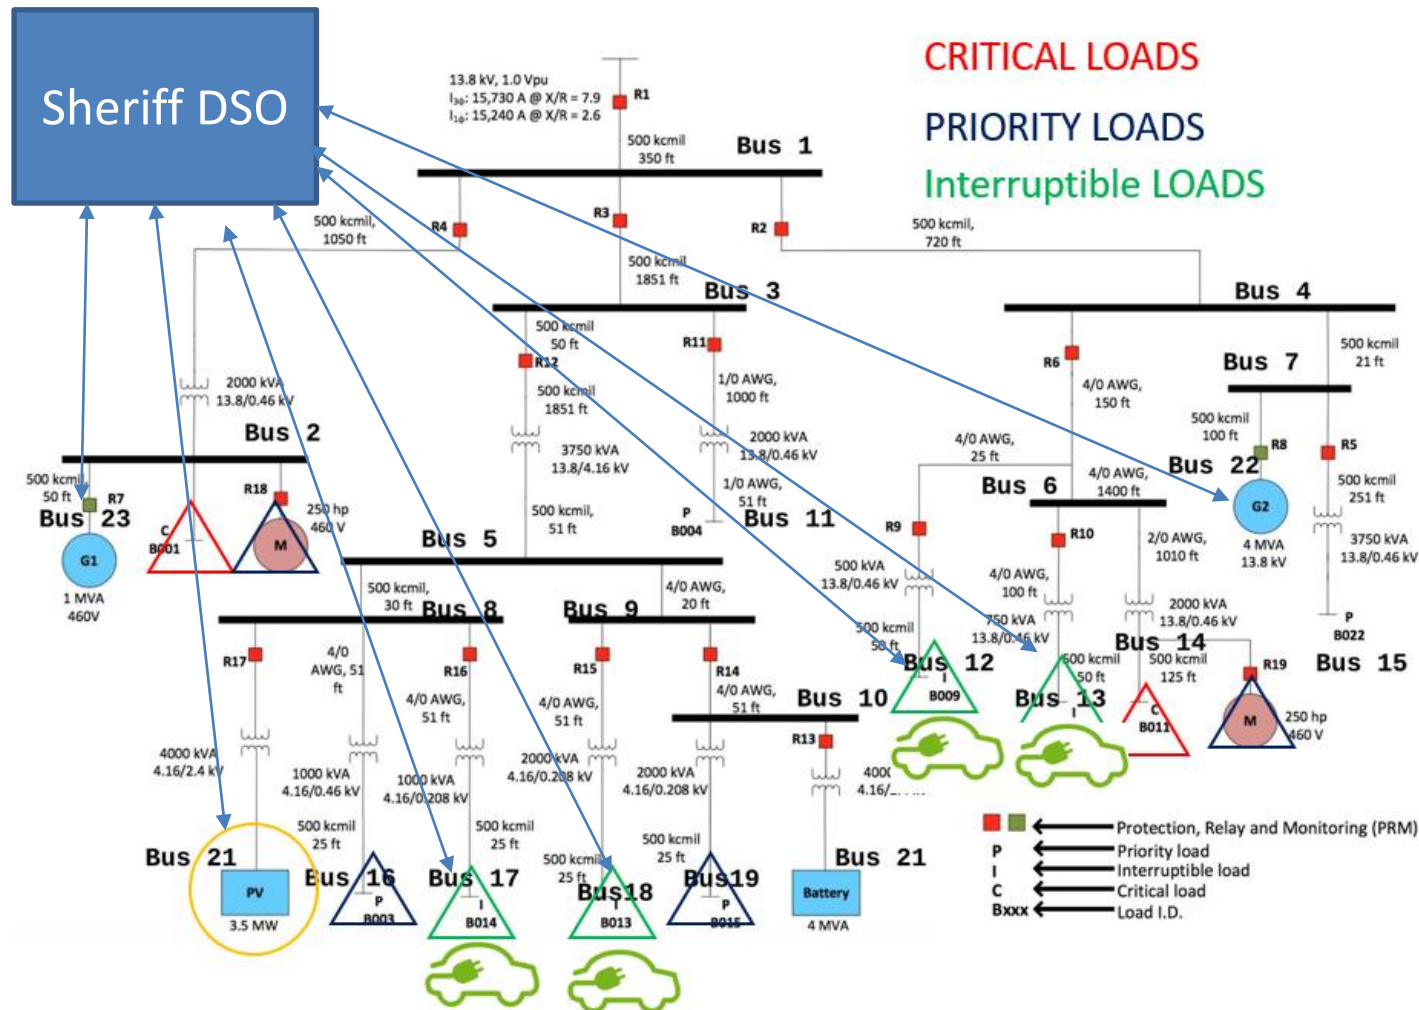 Sheriff DSO
CRITICAL LOADS
PRIORITY LOADS
Interruptible LOADS
13.8 kV, 1.0 Vpu
I3Φ: 15,730 A @ X/R = 7.9
I1Φ: 15,240 A @ X/R = 2.6
R1
500 kcmil
350 ft
Bus 1
R4
R3
R2
500 kcmil,
1050 ft
500 kcmil
1851 ft
500 kcmil,
720 ft
Bus 3
Bus 4
500 kcmil
50 ft
R12
R11
500 kcmil
1851 ft
1/0 AWG,
1000 ft
R6
4/0 AWG,
150 ft
500 kcmil
21 ft
Bus 7
2000 kVA
13.8/0.46 kV
Bus 2
3750 kVA
13.8/4.16 kV
2000 kVA
13.8/0.46 kV
1/0 AWG,
51 ft
P
B004
Bus 11
4/0 AWG,
25 ft
4/0 AWG,
1400 ft
Bus 6
500 kcmil
100 ft
R8
R5
Bus 22
G2
4 MVA
13.8 kV
500 kcmil
251 ft
3750 kVA
13.8/0.46 kV
P
B022
Bus 15
500 kcmil,
50 ft
R7
Bus 23
G1
1 MVA
460V
C
B001
R18
250 hp
460 V
M
500 kcmil,
51 ft
Bus 5
R9
R10
2/0 AWG,
1010 ft
500 kVA
13.8/0.46 kV
4/0 AWG,
100 ft
750 kVA
13.8/0.46 kV
2000 kVA
13.8/0.46 kV
500 kcmil,
30 ft
Bus 8
4/0 AWG,
20 ft
Bus 9
500 kcmil
50 ft
Bus 12
I
B009
500 kcmil
50 ft
Bus 13
I
Bus 14
500 kcmil
125 ft
C
B011
R19
M
250 hp
460 V
R17
4/0
AWG, 51
ft
R16
R15
R14
4/0 AWG,
51 ft
4/0 AWG,
51 ft
4/0 AWG,
51 ft
Bus 10
R13
4000 kVA
4.16/2.4 kV
1000 kVA
4.16/0.46 kV
1000 kVA
4.16/0.208 kV
2000 kVA
4.16/0.208 kV
2000 kVA
4.16/0.208 kV
500 kcmil
25 ft
500 kcmil
25 ft
500 kcmil
25 ft
500 kcmil
25 ft
Bus 21
PV
3.5 MW
Bus 16
P
B003
Bus 17
I
B014
Bus18
I
B013
Bus19
P
B015
Bus 21
Battery
4 MVA
Protection, Relay and Monitoring (PRM)
P
Priority load
I
Interruptible load
C
Critical load
Bxxx
Load I.D.